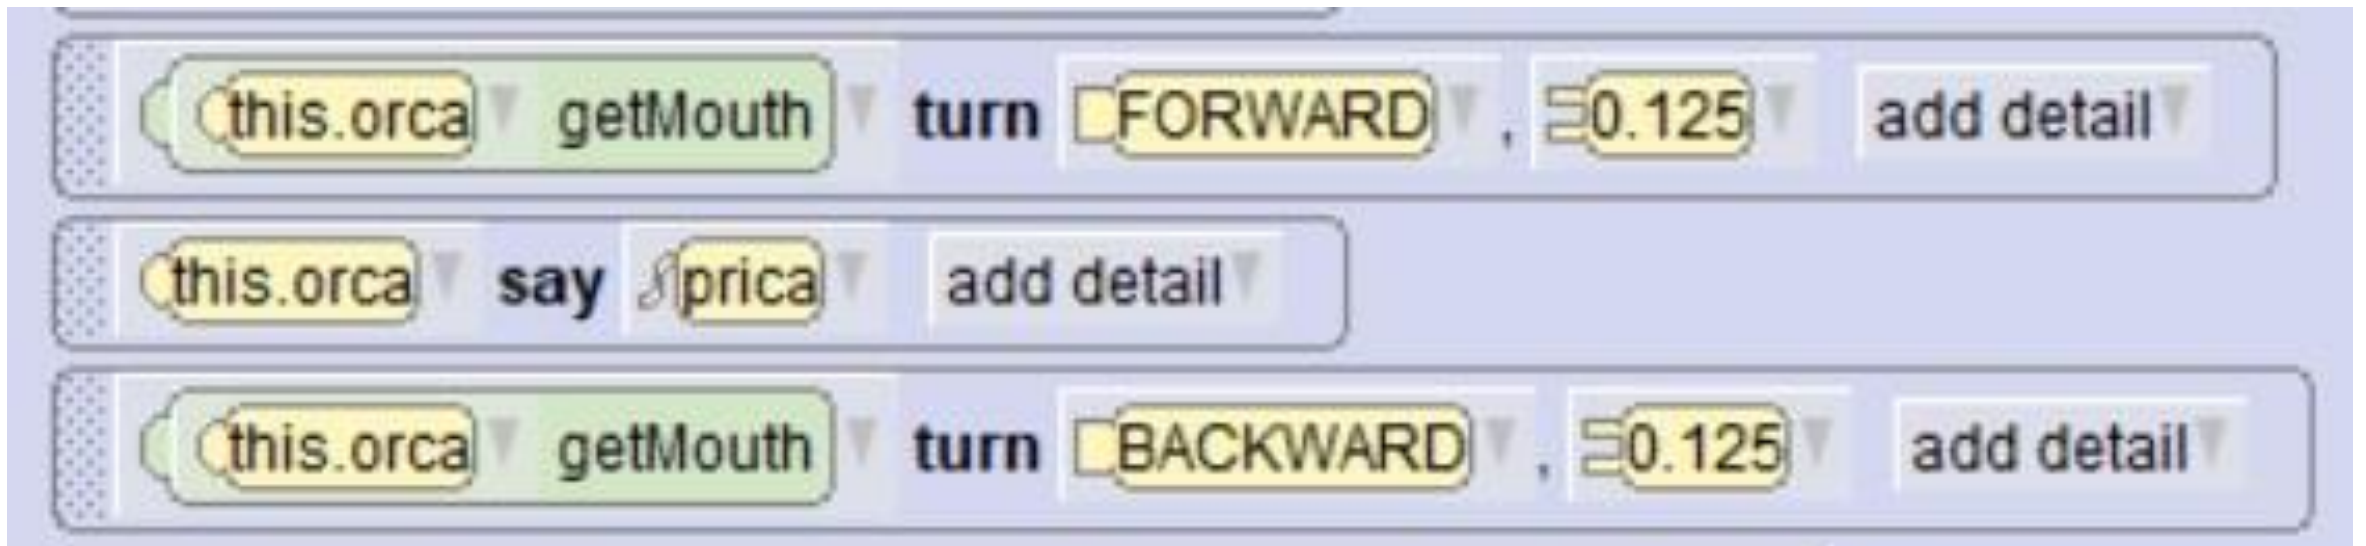 this.orca getMouth turn FORWARD , 0.125 add detail
this.orca say prica add detail
this.orca getMouth turn BACKWARD , 0.125 add detail